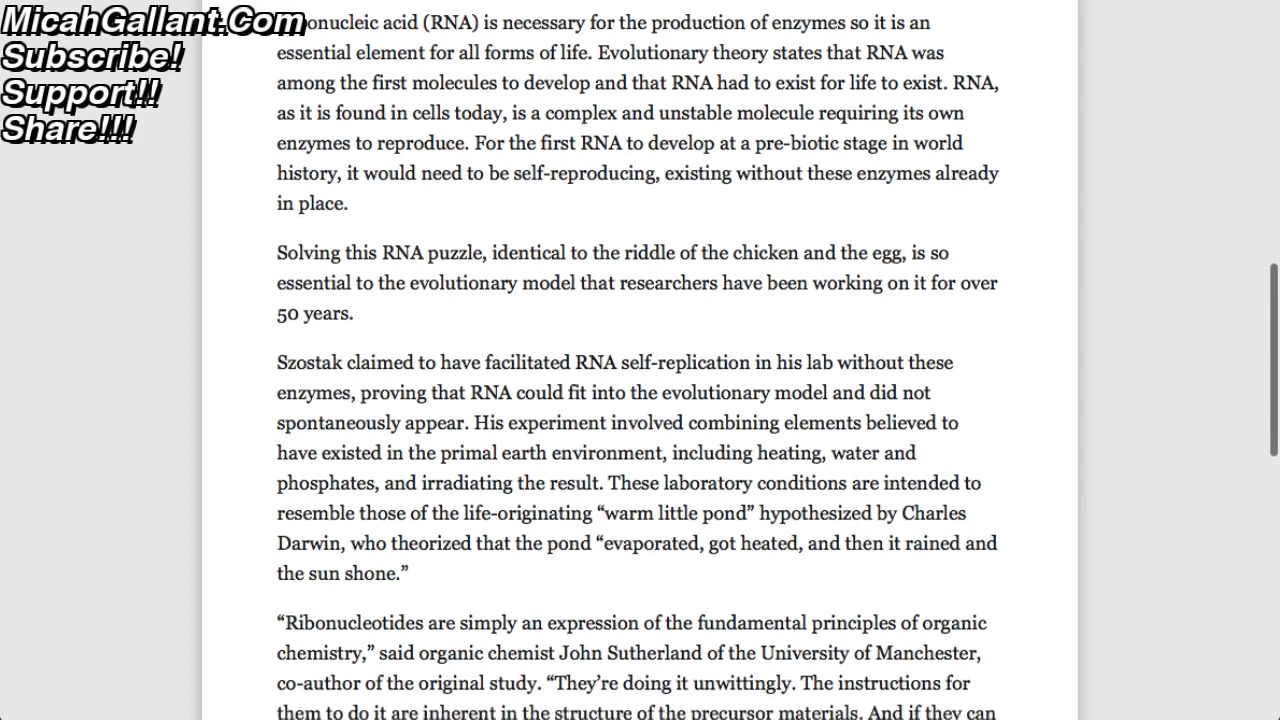 MicahGallant.Com
Subscribe!
Support!!
Share!!!
acid (RNA) is necessary for the production of enzymes so it is an
essential element for all forms of life. Evolutionary theory states that RNA was
among the first molecules to develop and that RNA had to exist for life to exist. RNA,
as it is found in cells today, is a complex and unstable molecule requiring its own
enzymes to reproduce. For the first RNA to develop at a pre-biotic stage in world
history, it would need to be self-reproducing, existing without these enzymes already
in place.
Solving this RNA puzzle, identical to the riddle of the chicken and the egg, is so
essential to the evolutionary model that researchers have been working on it for over
50 years.
Szostak claimed to have facilitated RNA self-replication in his lab without these
enzymes, proving that RNA could fit into the evolutionary model and did not
spontaneously appear. His experiment involved combining elements believed to
have existed in the primal earth environment, including heating, water and
phosphates, and irradiating the result. These laboratory conditions are intended to
resemble those of the life-originating “warm little pond” hypothesized by Charles
Darwin, who theorized that the pond “evaporated, got heated, and then it rained and
the sun shone.”
“Ribonucleotides are simply an expression of the fundamental principles of organic
chemistry,” said organic chemist John Sutherland of the University of Manchester,
co-author of the original study. “They’re doing it unwittingly. The instructions for
them to do it are inherent in the structure of the precursor materials. And if they can